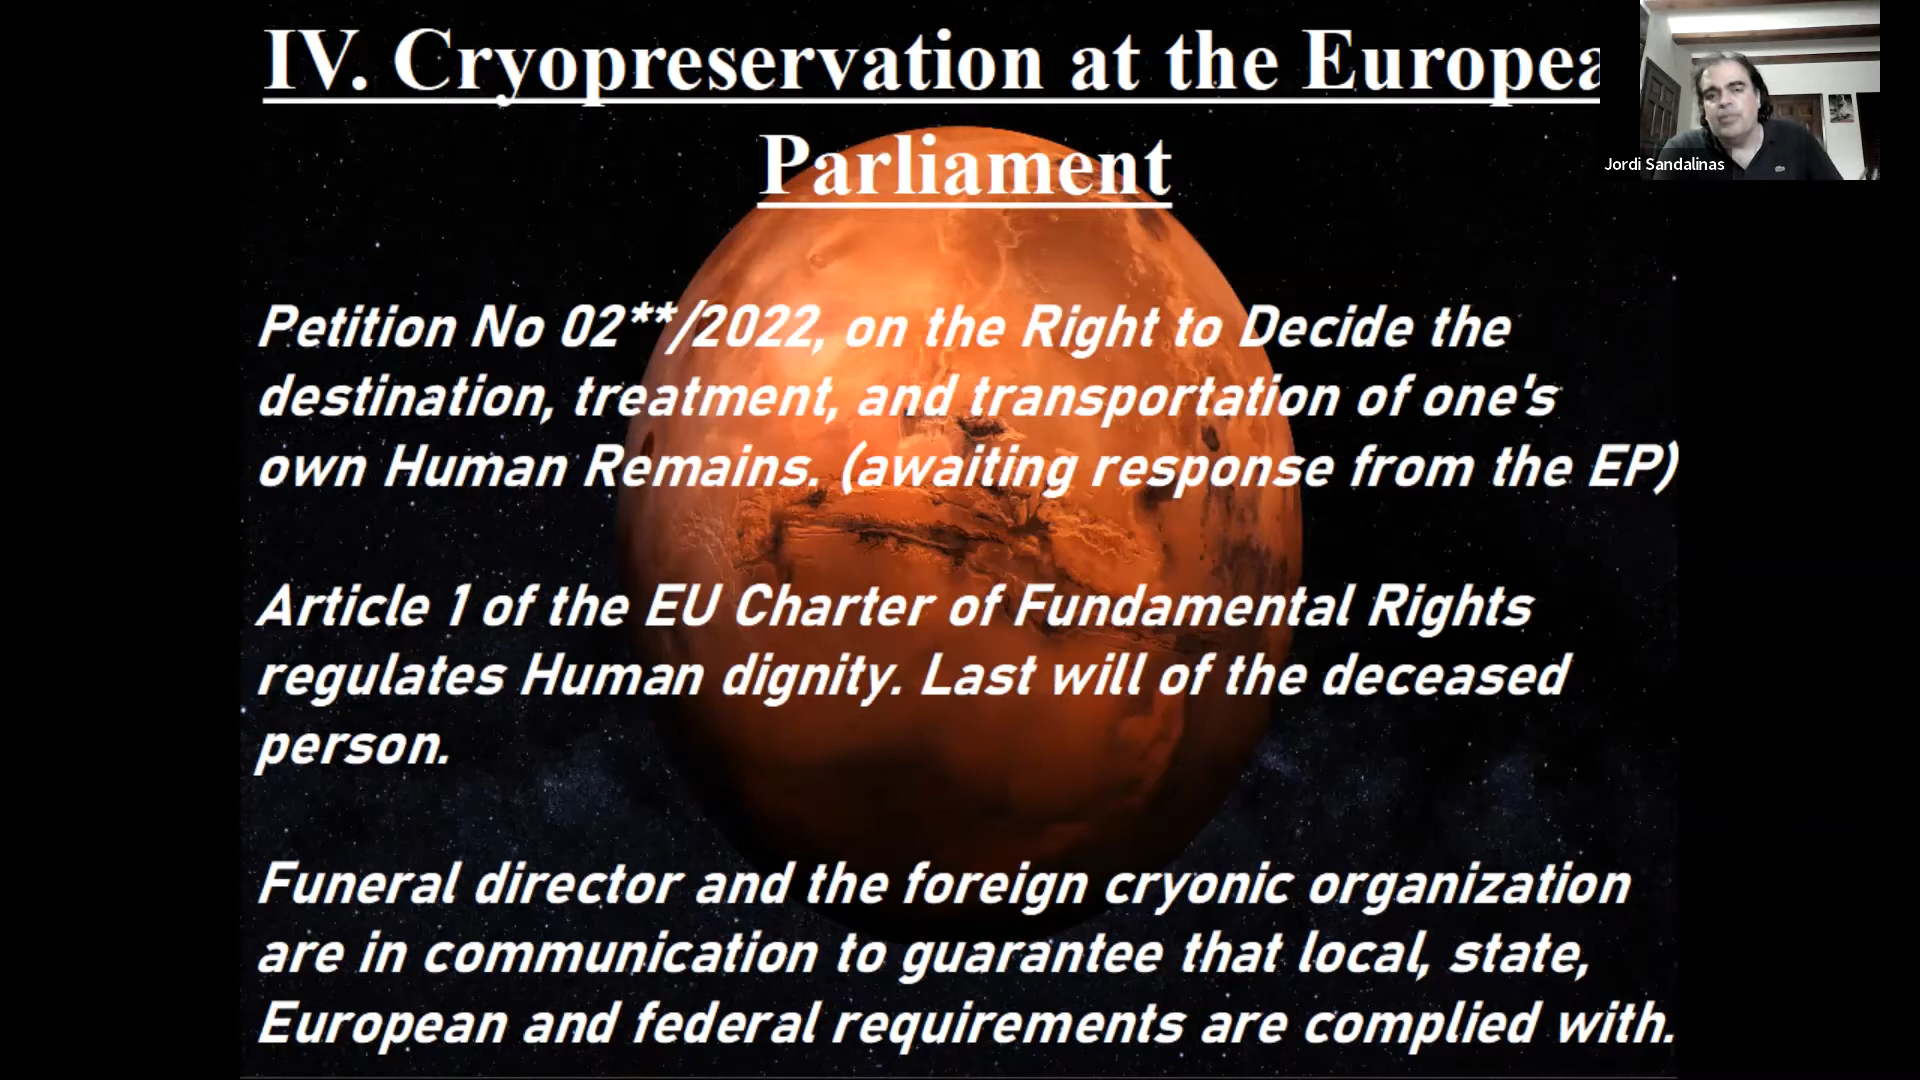 IV. Cryopreservation at the Europea
Parliament
Jordi Sandalinas
Petition No 02**/2022, on the Right to Decide the
destination, treatment, and transportation of one's
own Human Remains. (awaiting response from the EP)
Article 1 of the EU Charter of Fundamental Rights
regulates Human dignity. Last will of the deceased
person.
Funeral director and the foreign cryonic organization
are in communication to guarantee that local, state,
European and federal requirements are complied with.